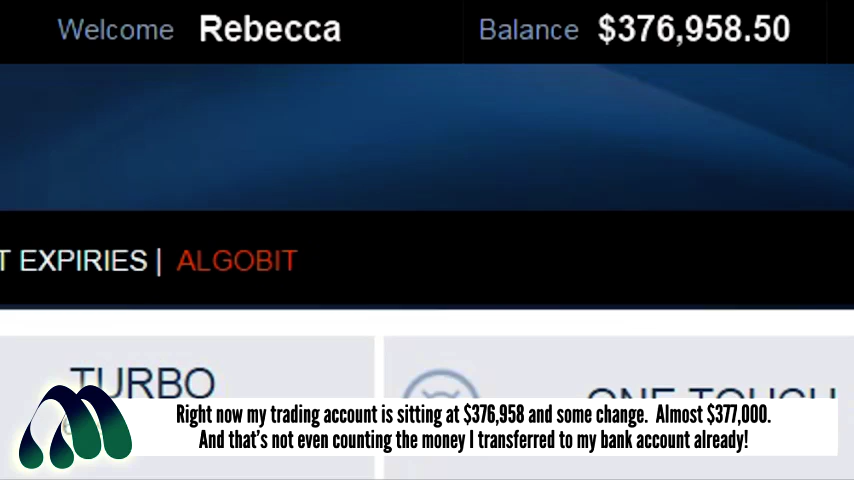 Welcome Rebecca Balance $376,958.50
T EXPIRIES | ALGOBIT
TURBO
ONE TOUCH
Right now my trading account is sitting at $376,958 and some change. Almost $377,000.
And that's not even counting the money I transferred to my bank account already!